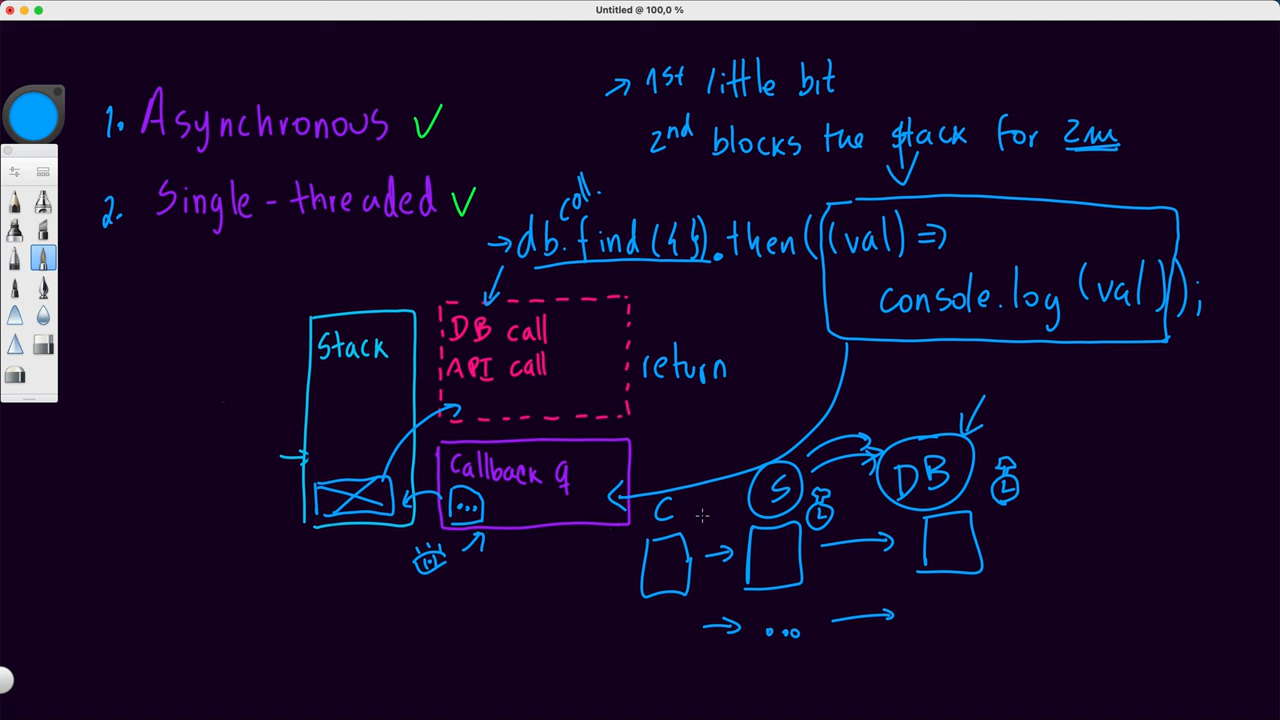 Untitled @ 100,0 %
→ 1st little bit
2nd blocks the stack for 2m
1. Asynchronous ✓
2. Single-threaded ✓
coll.
→ db.find({}).then((val) =>
console.log(val));
Stack
DB call
API call
return
Callback q
...
C
S
DB
L
L
→ ... →